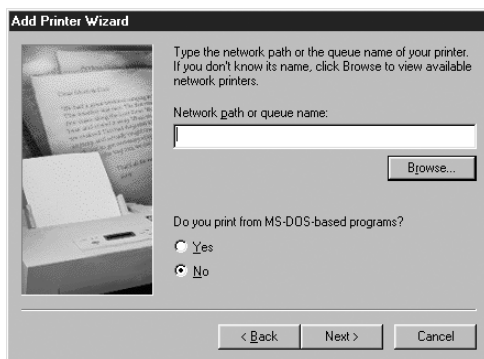 Add Printer Wizard
Type the network path or the queue name of your printer.
If you don't know its name, click Browse to view available
network printers.
Network path or queue name:
Browse...
Do you print from MS-DOS-based programs?
Yes
No
< Back
Next >
Cancel